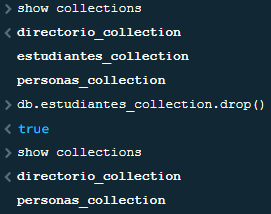 > show collections
< directorio_collection
estudiantes_collection
personas_collection
> db.estudiantes_collection.drop()
< true
> show collections
< directorio_collection
personas_collection